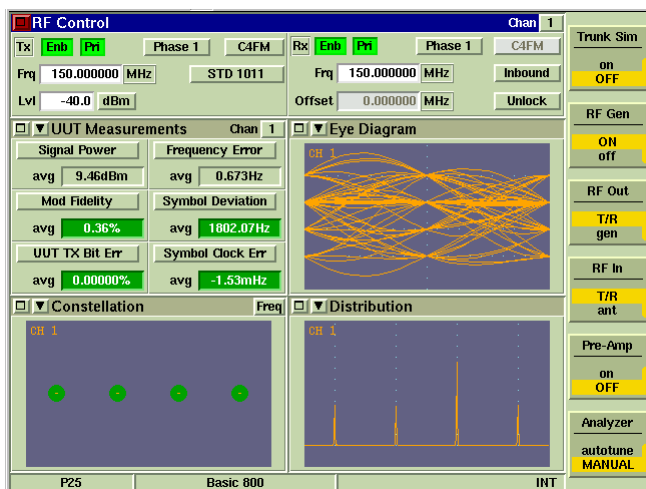 RF Control Chan 1
Tx Enb Pri Phase 1 C4FM Rx Enb Pri Phase 1 C4FM
Frq 150.000000 MHz STD 1011 Frq 150.000000 MHz Inbound
Lvl -40.0 dBm Offset 0.000000 MHz Unlock
UUT Measurements Chan 1
Signal Power Frequency Error
avg 9.46dBm avg 0.673Hz
Mod Fidelity Symbol Deviation
avg 0.36% avg 1802.07Hz
UUT TX Bit Err Symbol Clock Err
avg 0.00000% avg -1.53mHz
Eye Diagram
CH 1
Constellation Freq
CH 1
Distribution
CH 1
P25 Basic 800 INT
Trunk Sim
on
OFF
RF Gen
ON
off
RF Out
T/R
gen
RF In
T/R
ant
Pre-Amp
on
OFF
Analyzer
autotune
MANUAL